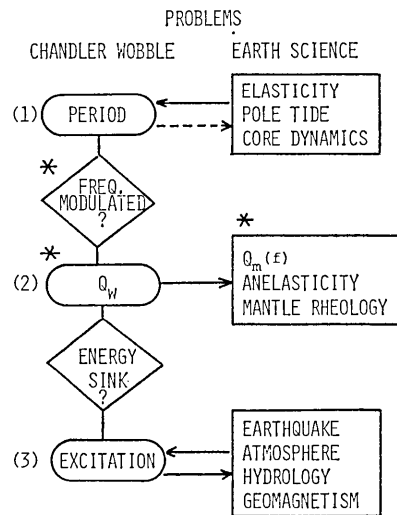 PROBLEMS
CHANDLER WOBBLE EARTH SCIENCE
ELASTICITY
POLE TIDE
CORE DYNAMICS
(1) PERIOD
*
FREQ.
MODULATED
?
*
(2) Q_W
*
Q_m(f)
ANELASTICITY
MANTLE RHEOLOGY
ENERGY
SINK
?
(3) EXCITATION
EARTHQUAKE
ATMOSPHERE
HYDROLOGY
GEOMAGNETISM